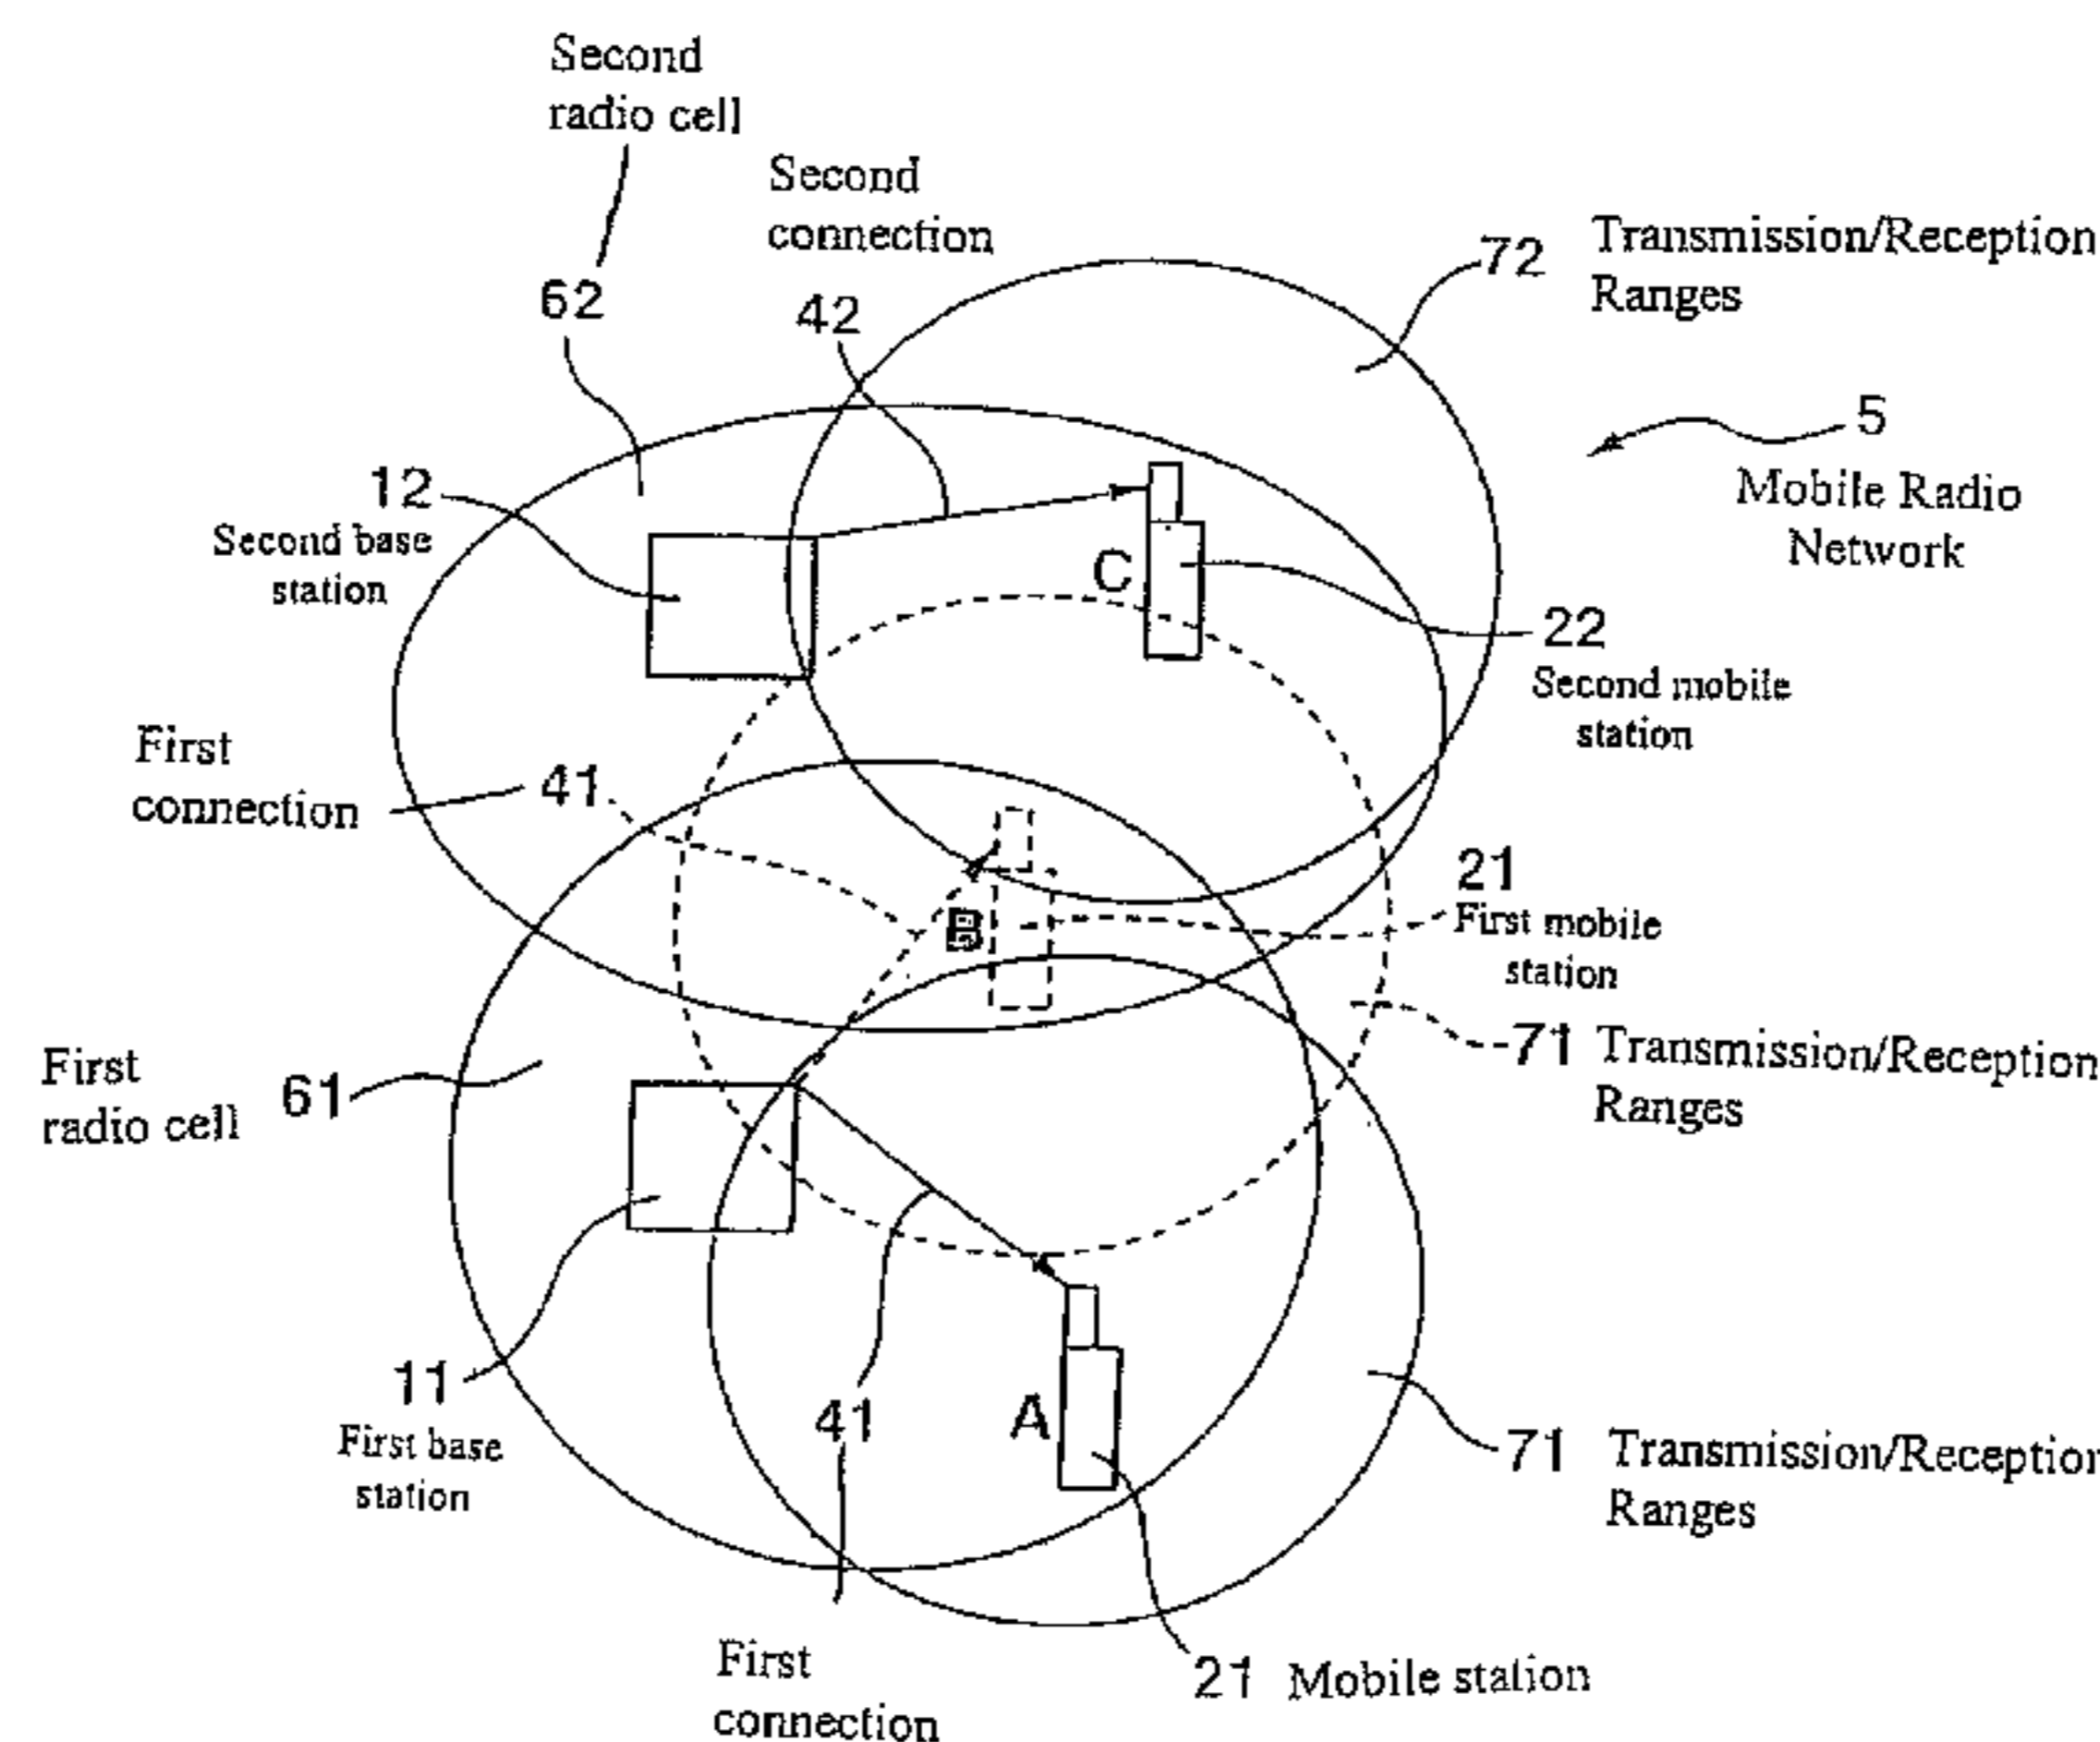 Second
radio cell
62
Second
connection
42
72
Transmission/Reception
Ranges
5
Mobile Radio
Network
12
Second base
station
C
22
Second mobile
station
First
connection
41
B
21
First mobile
station
71
Transmission/Reception
Ranges
First
radio cell
61
11
First base
station
41
A
71
Transmission/Reception
Ranges
First
connection
21
Mobile station